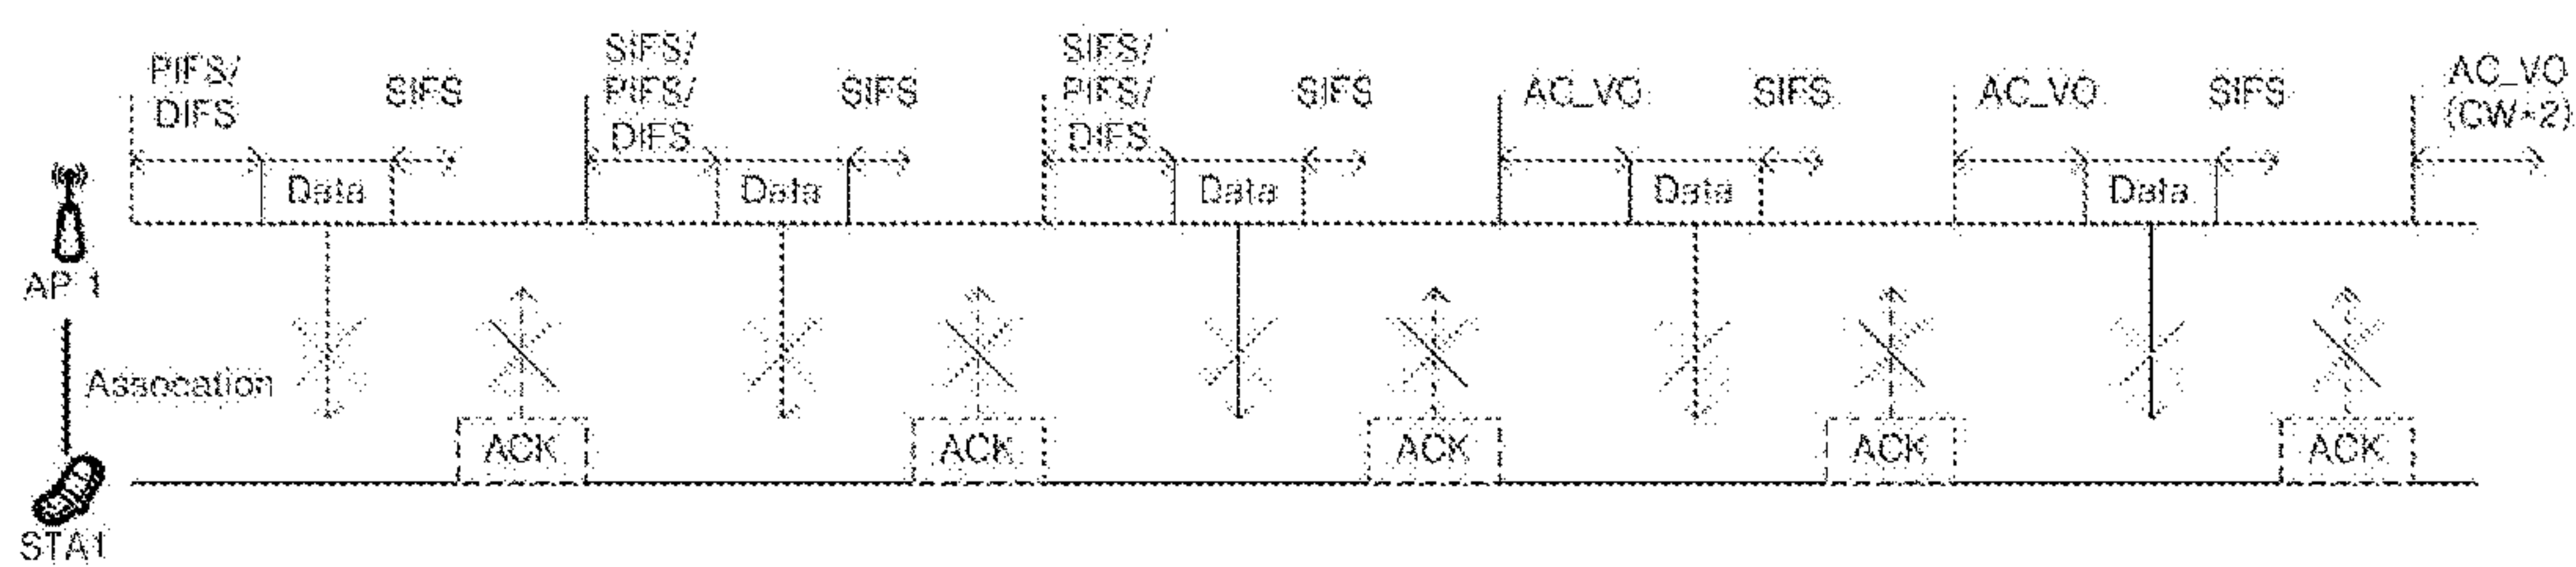 PIFS/
DIFS
SIFS
SIFS/
PIFS/
DIFS
SIFS
SIFS/
PIFS/
DIFS
SIFS
AC_VO
SIFS
AC_VO
SIFS
AC_VO
(CW*2)
Data
Data
Data
Data
Data
AP 1
Assocation
ACK
ACK
ACK
ACK
ACK
STA1